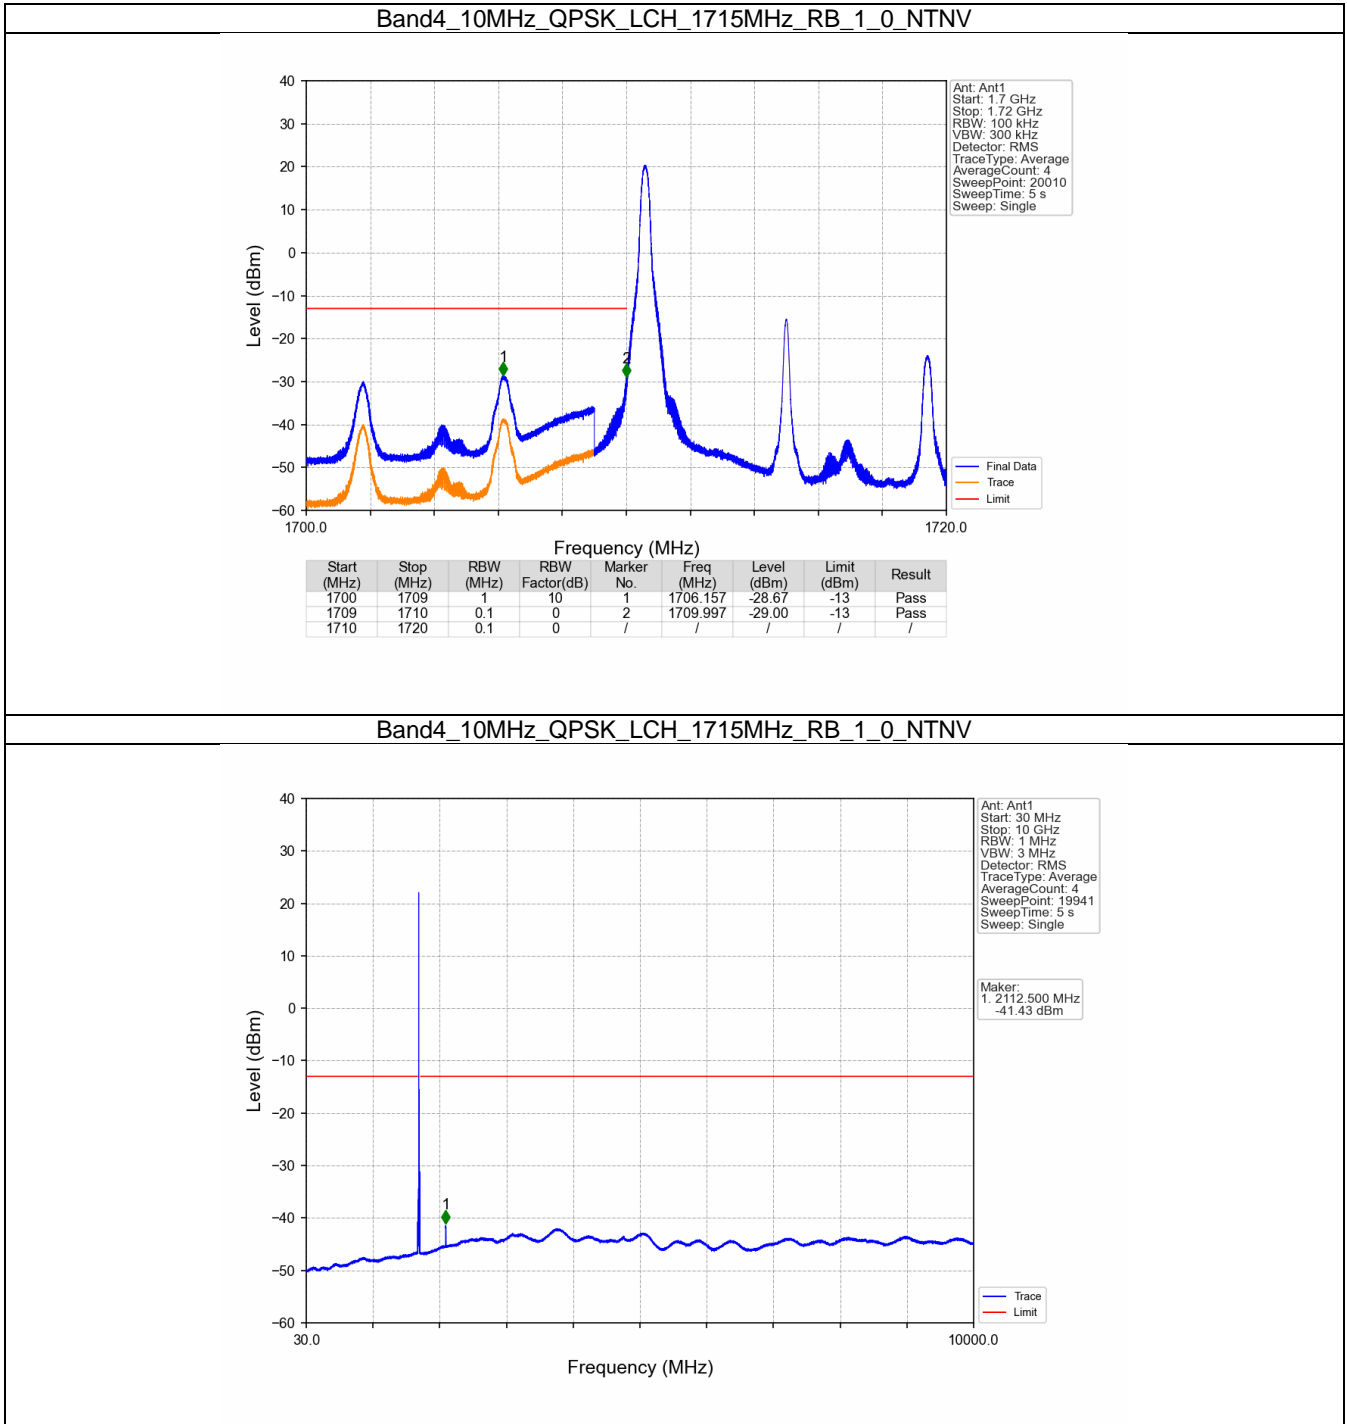 Band4_10MHz_QPSK_LCH_1715MHz_RB_1_0_NTNV
40
30
20
10
0
−10
−20
−30
−40
−50
−60
Level (dBm)
1
2
1700.0
1720.0
Frequency (MHz)
Ant: Ant1
Start: 1.7 GHz
Stop: 1.72 GHz
RBW: 100 kHz
VBW: 300 kHz
Detector: RMS
TraceType: Average
AverageCount: 4
SweepPoint: 20010
SweepTime: 5 s
Sweep: Single
Final Data
Trace
Limit
Start (MHz) Stop (MHz) RBW (MHz) RBW Factor(dB) Marker No. Freq (MHz) Level (dBm) Limit (dBm) Result
1700 1709 1 10 1 1706.157 -28.67 -13 Pass
1709 1710 0.1 0 2 1709.997 -29.00 -13 Pass
1710 1720 0.1 0 / / / / /
Band4_10MHz_QPSK_LCH_1715MHz_RB_1_0_NTNV
40
30
20
10
0
−10
−20
−30
−40
−50
−60
Level (dBm)
1
30.0
10000.0
Frequency (MHz)
Ant: Ant1
Start: 30 MHz
Stop: 10 GHz
RBW: 1 MHz
VBW: 3 MHz
Detector: RMS
TraceType: Average
AverageCount: 4
SweepPoint: 19941
SweepTime: 5 s
Sweep: Single
Maker:
1. 2112.500 MHz
-41.43 dBm
Trace
Limit